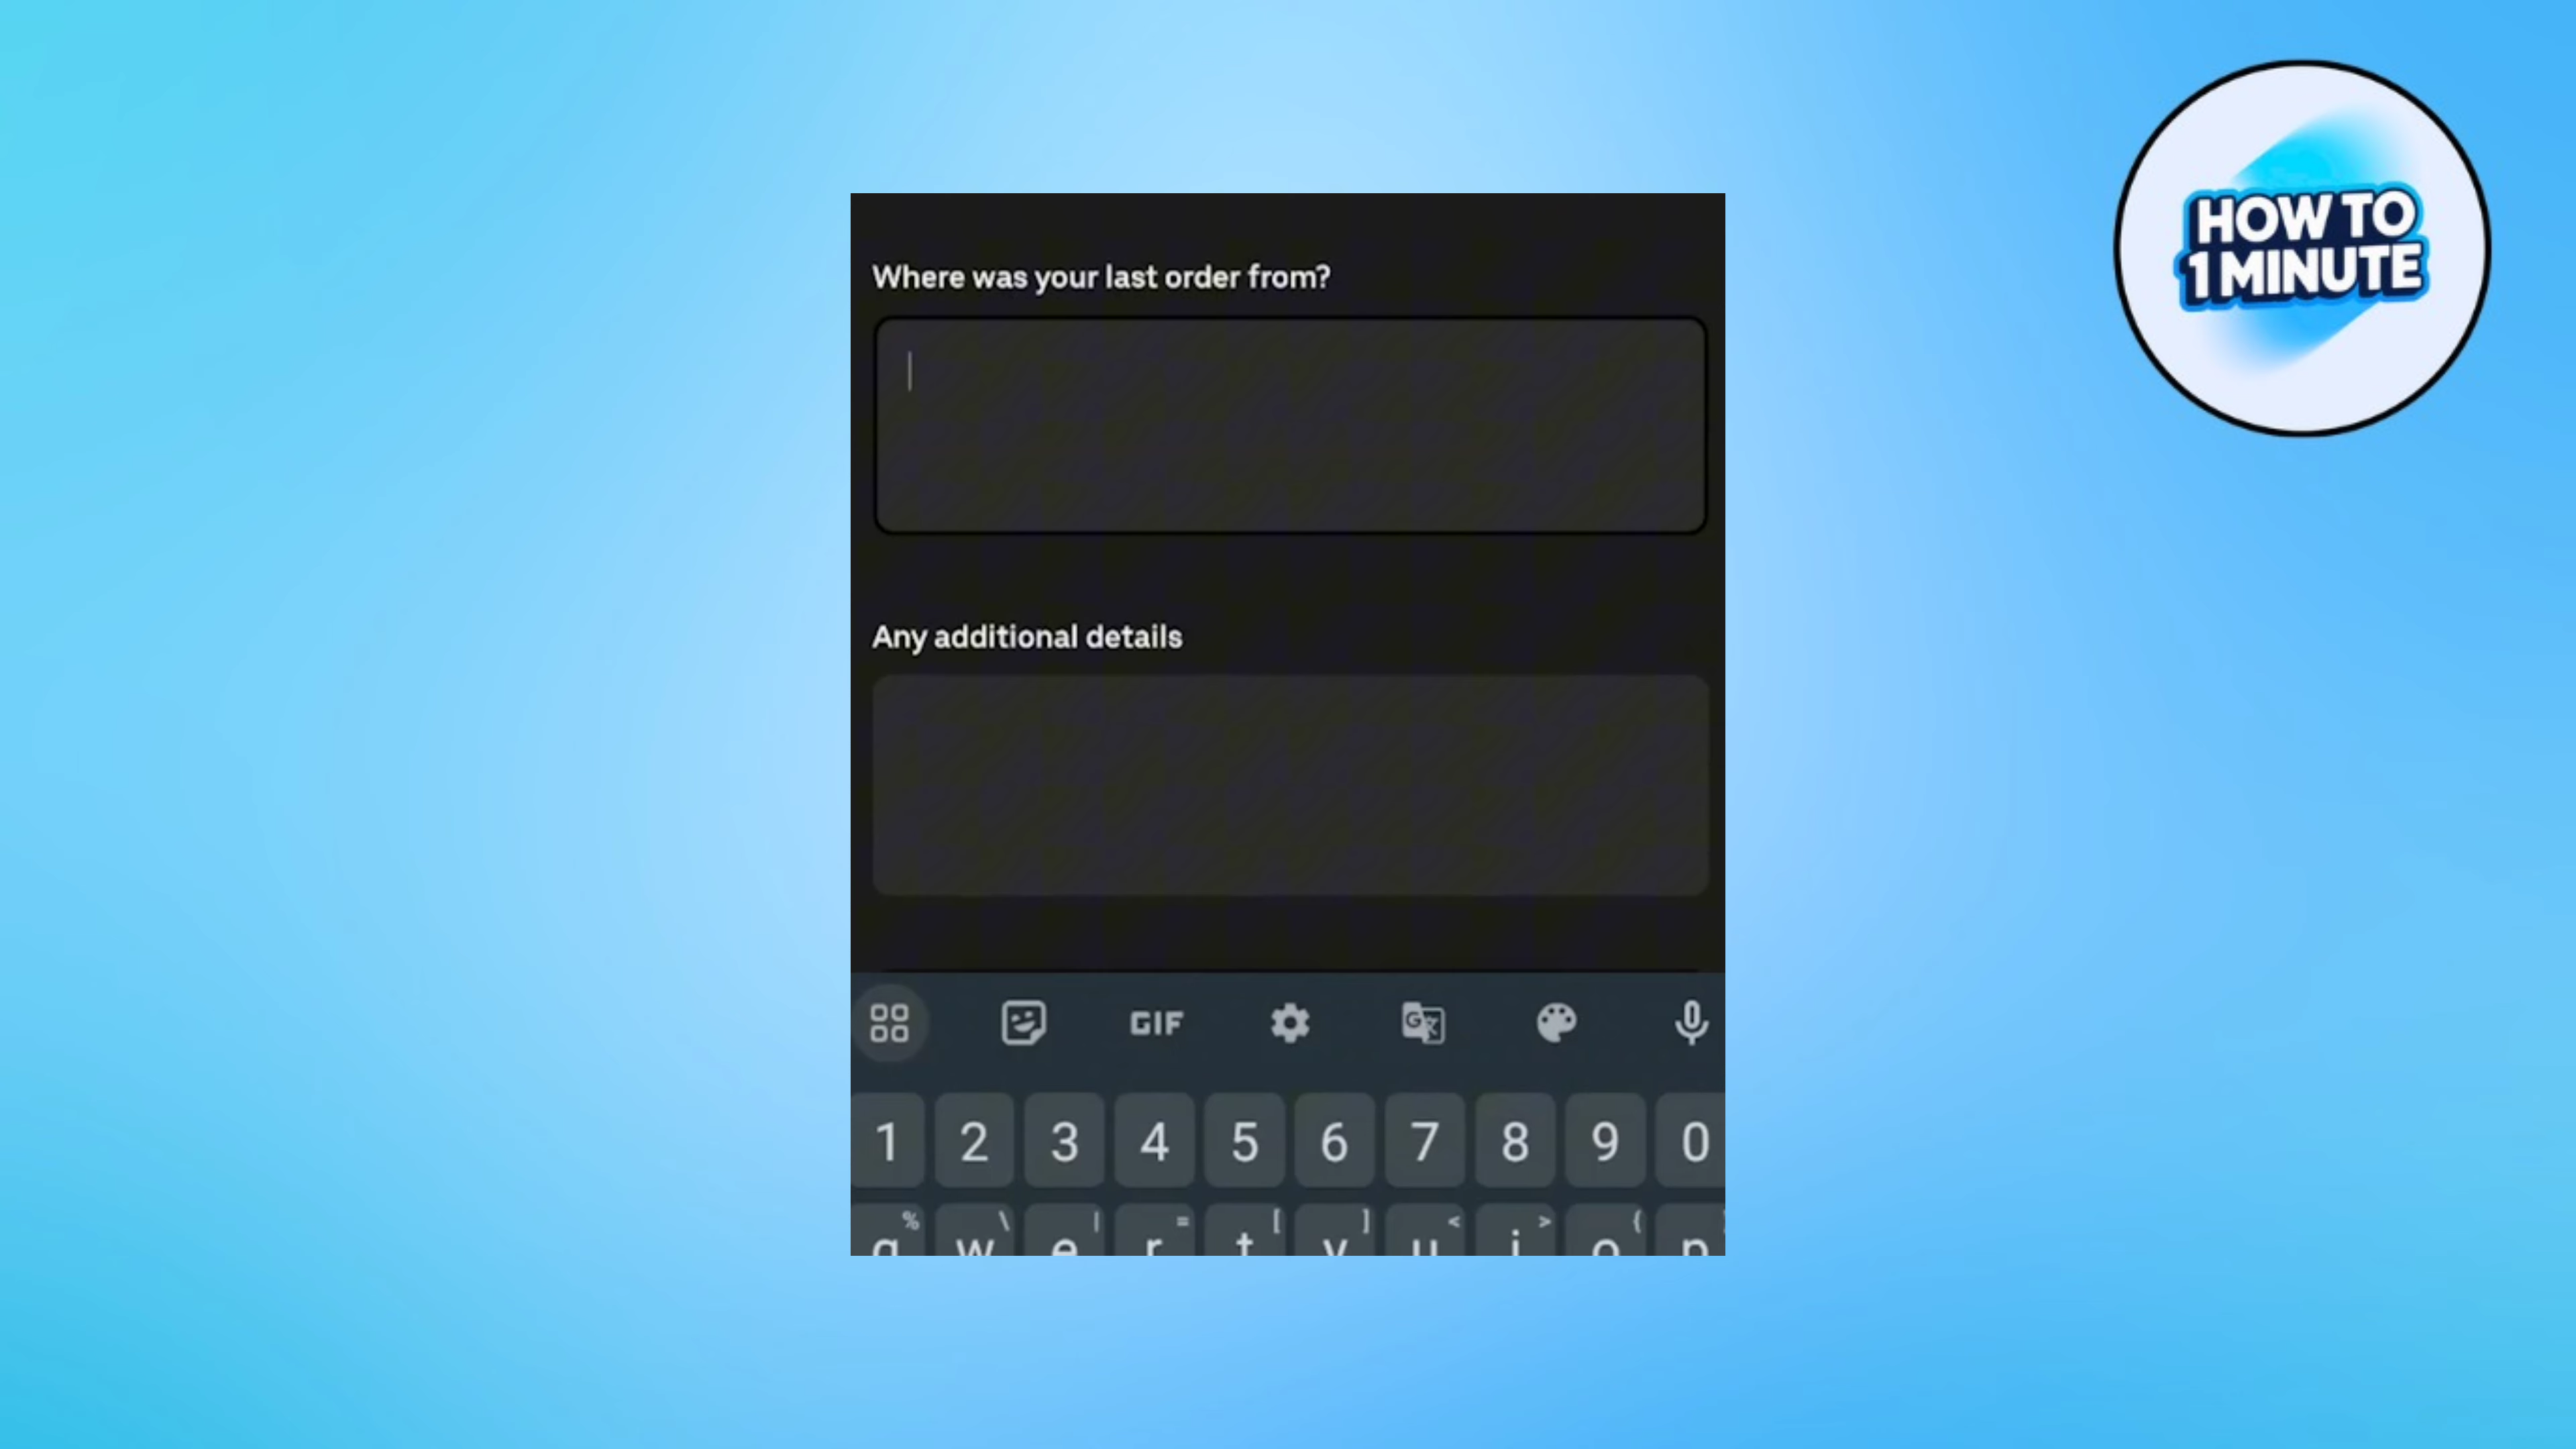 HOW TO
1 MINUTE
Where was your last order from?
Any additional details
GIF
1 2 3 4 5 6 7 8 9 0
% \ | = [ ] < > {
q w e r t y u i o p